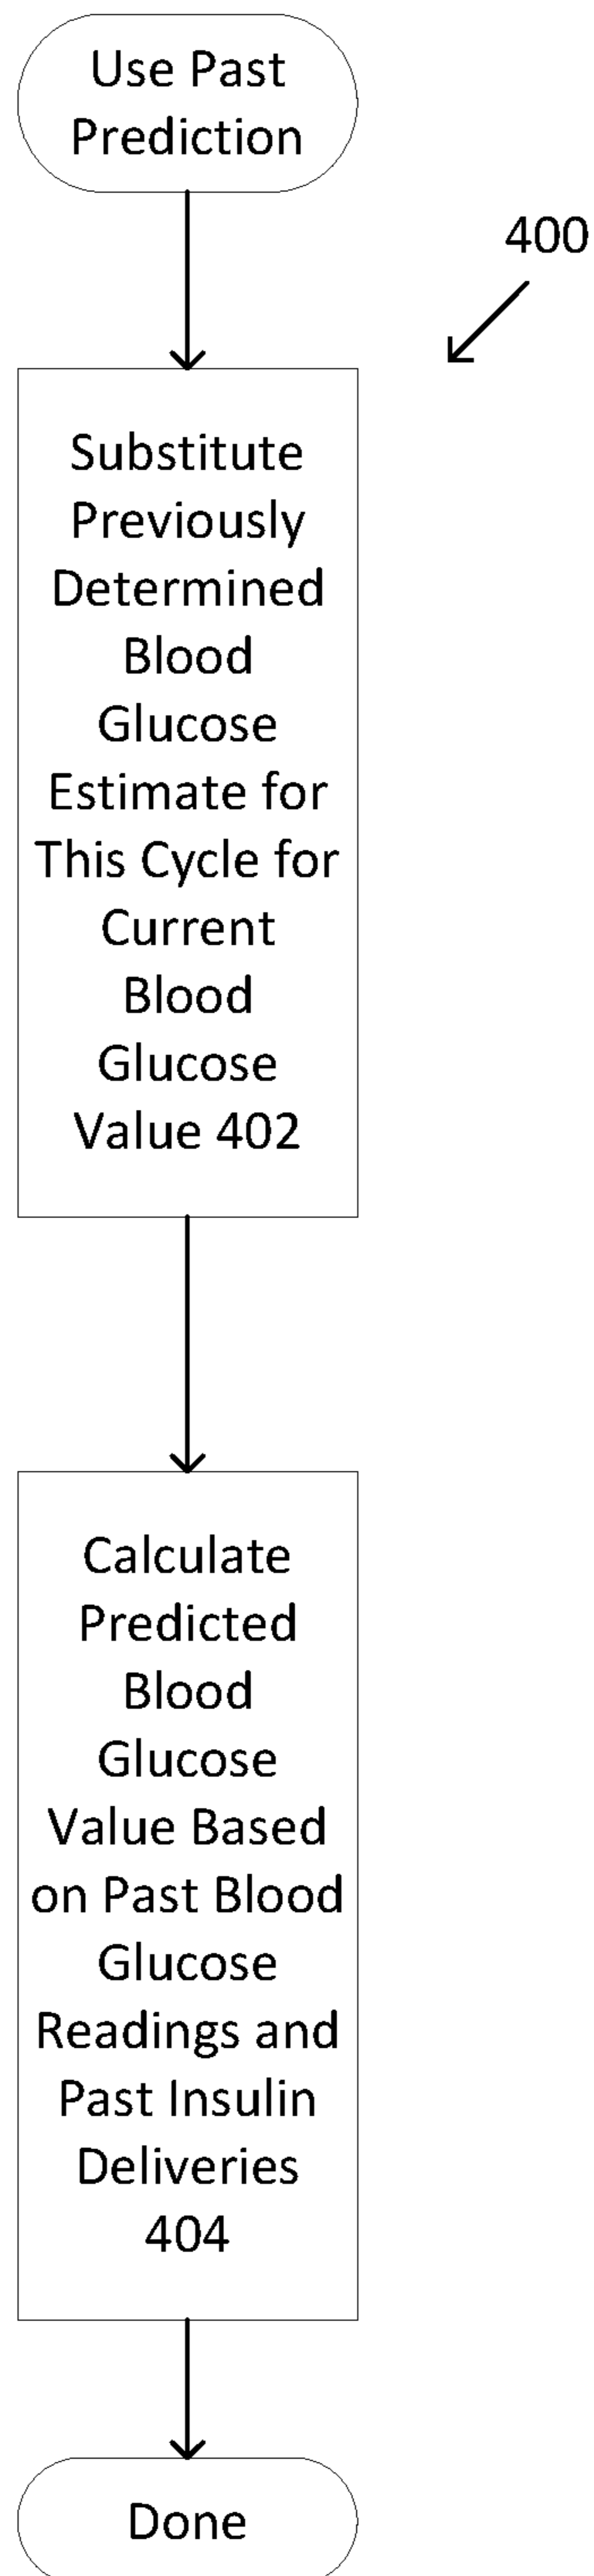 Use Past
Prediction
400
Substitute
Previously
Determined
Blood
Glucose
Estimate for
This Cycle for
Current
Blood
Glucose
Value 402
Calculate
Predicted
Blood
Glucose
Value Based
on Past Blood
Glucose
Readings and
Past Insulin
Deliveries
404
Done